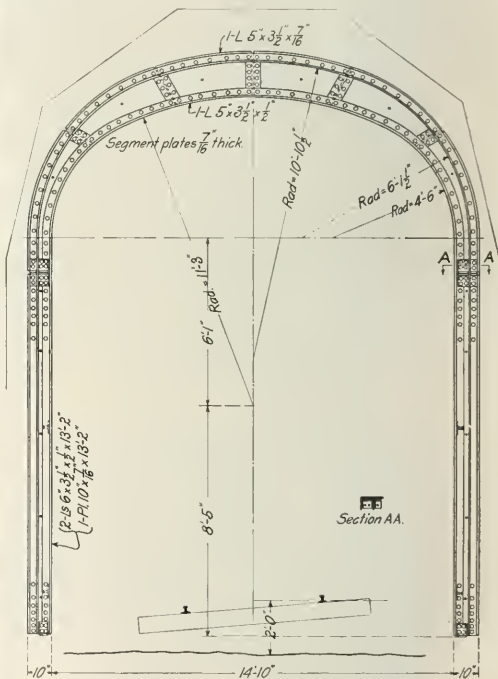 1-L 5"x3½"x7/16"
1-L 5"x3½"x½"
Segment plates 7/16" thick.
Rad=10'-10½"
Rad=6'-1½"
Rad=4'-6"
A A
Rad.=11'-3"
6'-1"
2-Ls 6"x3½"x½"x13'-2"
1-Pl.10"x7/16"x13'-2"
8'-5"
Section AA.
2'-0"
10" 14'-10" 10"